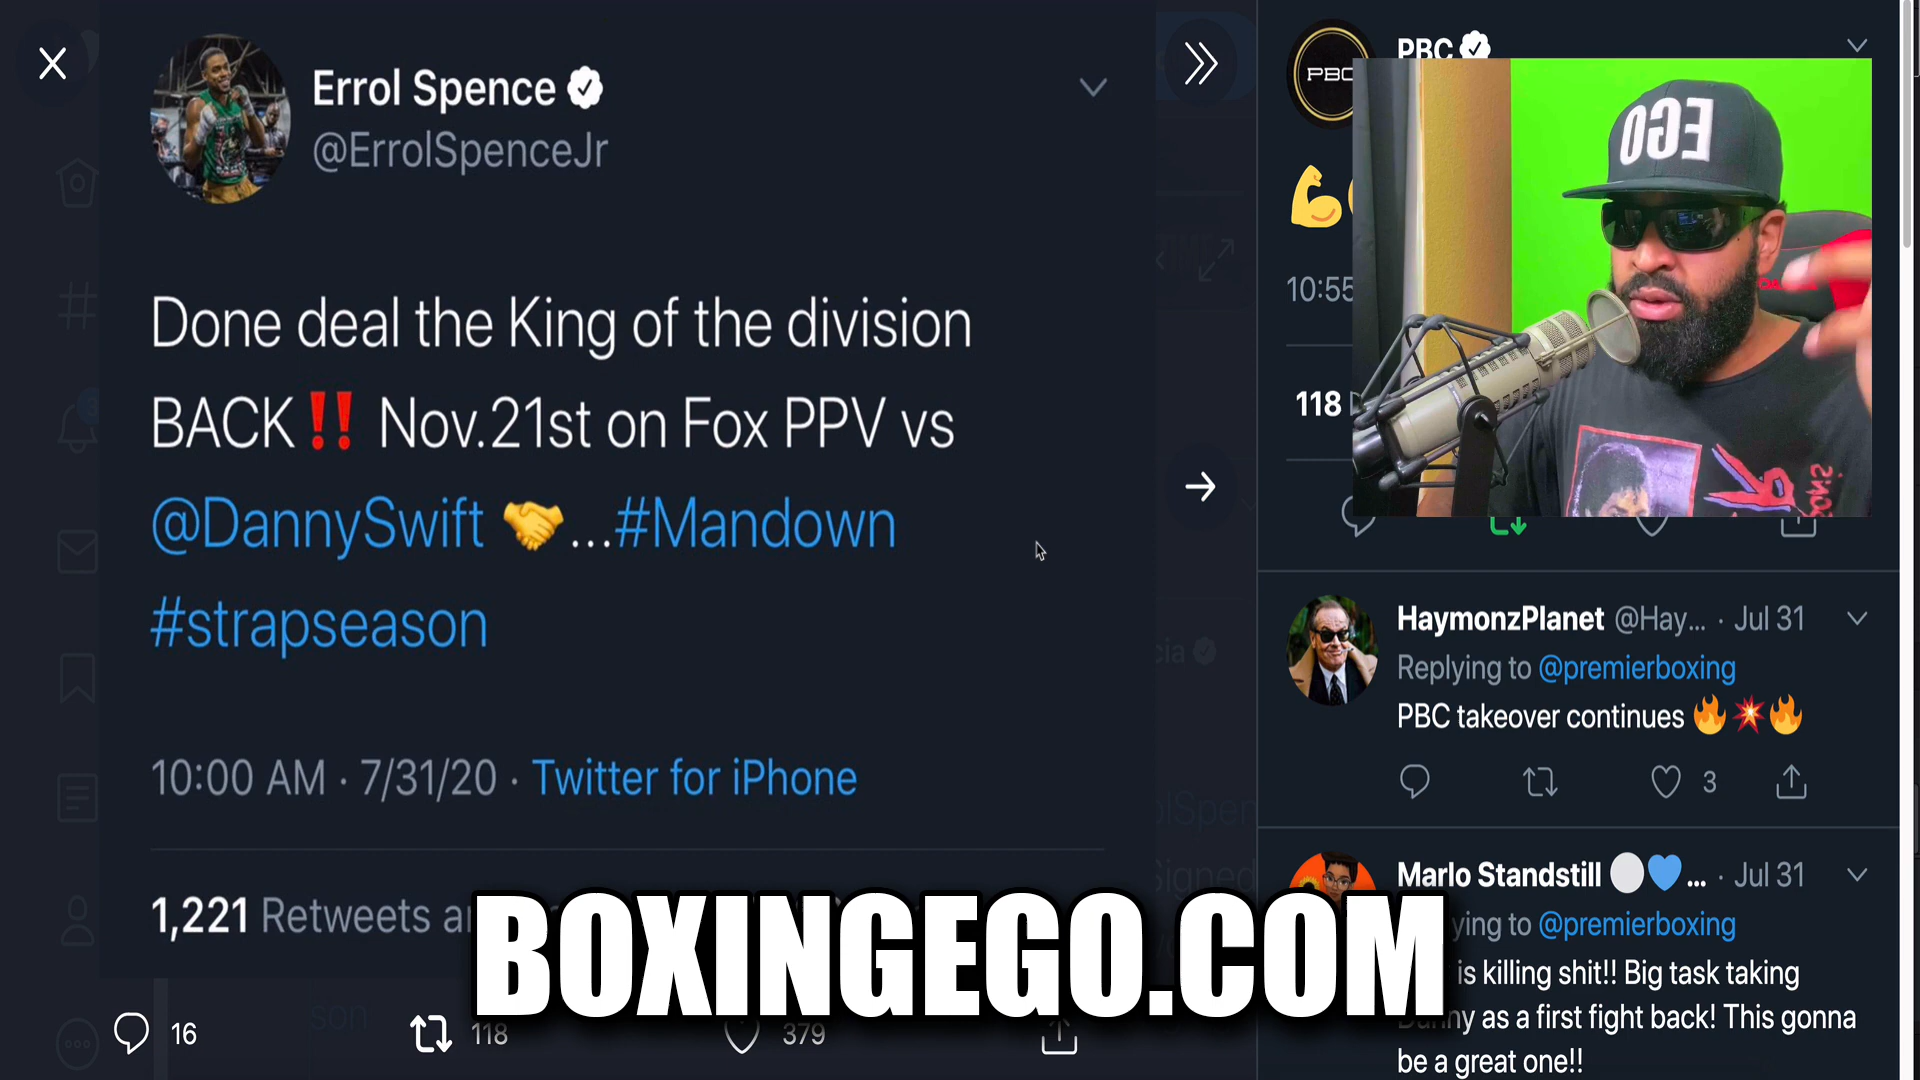 Errol Spence
@ErrolSpenceJr
Done deal the King of the division
BACK‼️ Nov.21st on Fox PPV vs
@DannySwift 🤝...#Mandown
#strapseason
10:00 AM · 7/31/20 · Twitter for iPhone
1,221 Retweets
16
118
379
PBC
PBC
💪
10:55
118
EGO
HaymonzPlanet @Hay... · Jul 31
Replying to @premierboxing
PBC takeover continues 🔥💥🔥
3
Marlo Standstill ⚪💙... · Jul 31
@premierboxing
is killing shit!! Big task taking
Danny as a first fight back! This gonna
be a great one!!
BOXINGEGO.COM